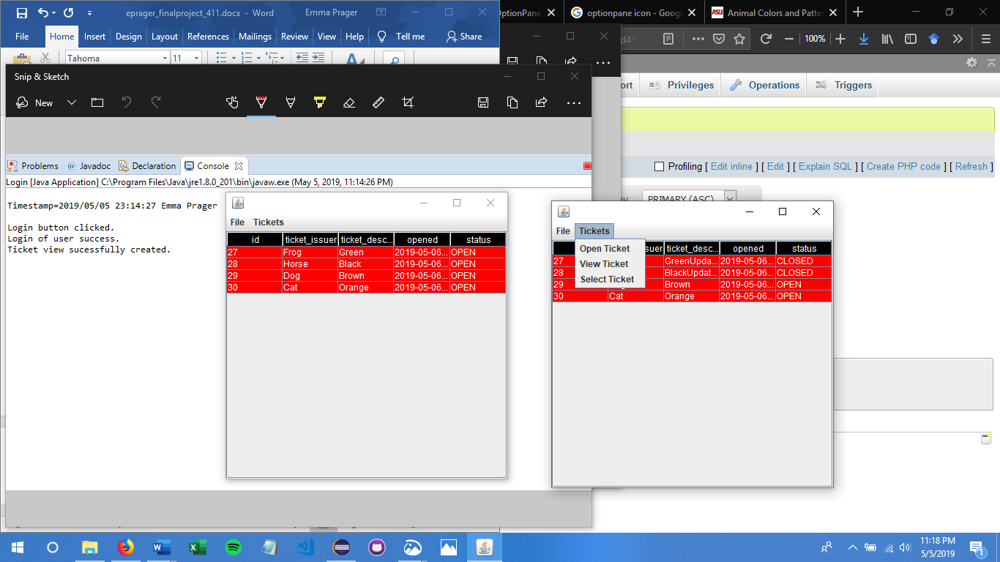 eprager_finalproject_411.docx - Word
Emma Prager
OptionPane
optionpane icon - Googl
ASU Animal Colors and Patter
File Home Insert Design Layout References Mailings Review View Help Tell me Share
100%
Tahoma 11
Snip & Sketch
New
ort Privileges Operations Triggers
Problems @ Javadoc Declaration Console
Profiling [ Edit inline ] [ Edit ] [ Explain SQL ] [ Create PHP code ] [ Refresh ]
Login [Java Application] C:\Program Files\Java\jre1.8.0_201\bin\javaw.exe (May 5, 2019, 11:14:26 PM)
PRIMARY (ASC)
Timestamp=2019/05/05 23:14:27 Emma Prager
Login button clicked.
Login of user success.
Ticket view sucessfully created.
File Tickets
id ticket_issuer ticket_desc... opened status
27 Frog Green 2019-05-06... OPEN
28 Horse Black 2019-05-06... OPEN
29 Dog Brown 2019-05-06... OPEN
30 Cat Orange 2019-05-06... OPEN
File Tickets
Open Ticket
View Ticket
Select Ticket
suer ticket_desc... opened status
27 GreenUpda... 2019-05-06... CLOSED
28 BlackUpdat... 2019-05-06... CLOSED
29 Brown 2019-05-06... OPEN
30 Cat Orange 2019-05-06... OPEN
11:18 PM
5/5/2019
1